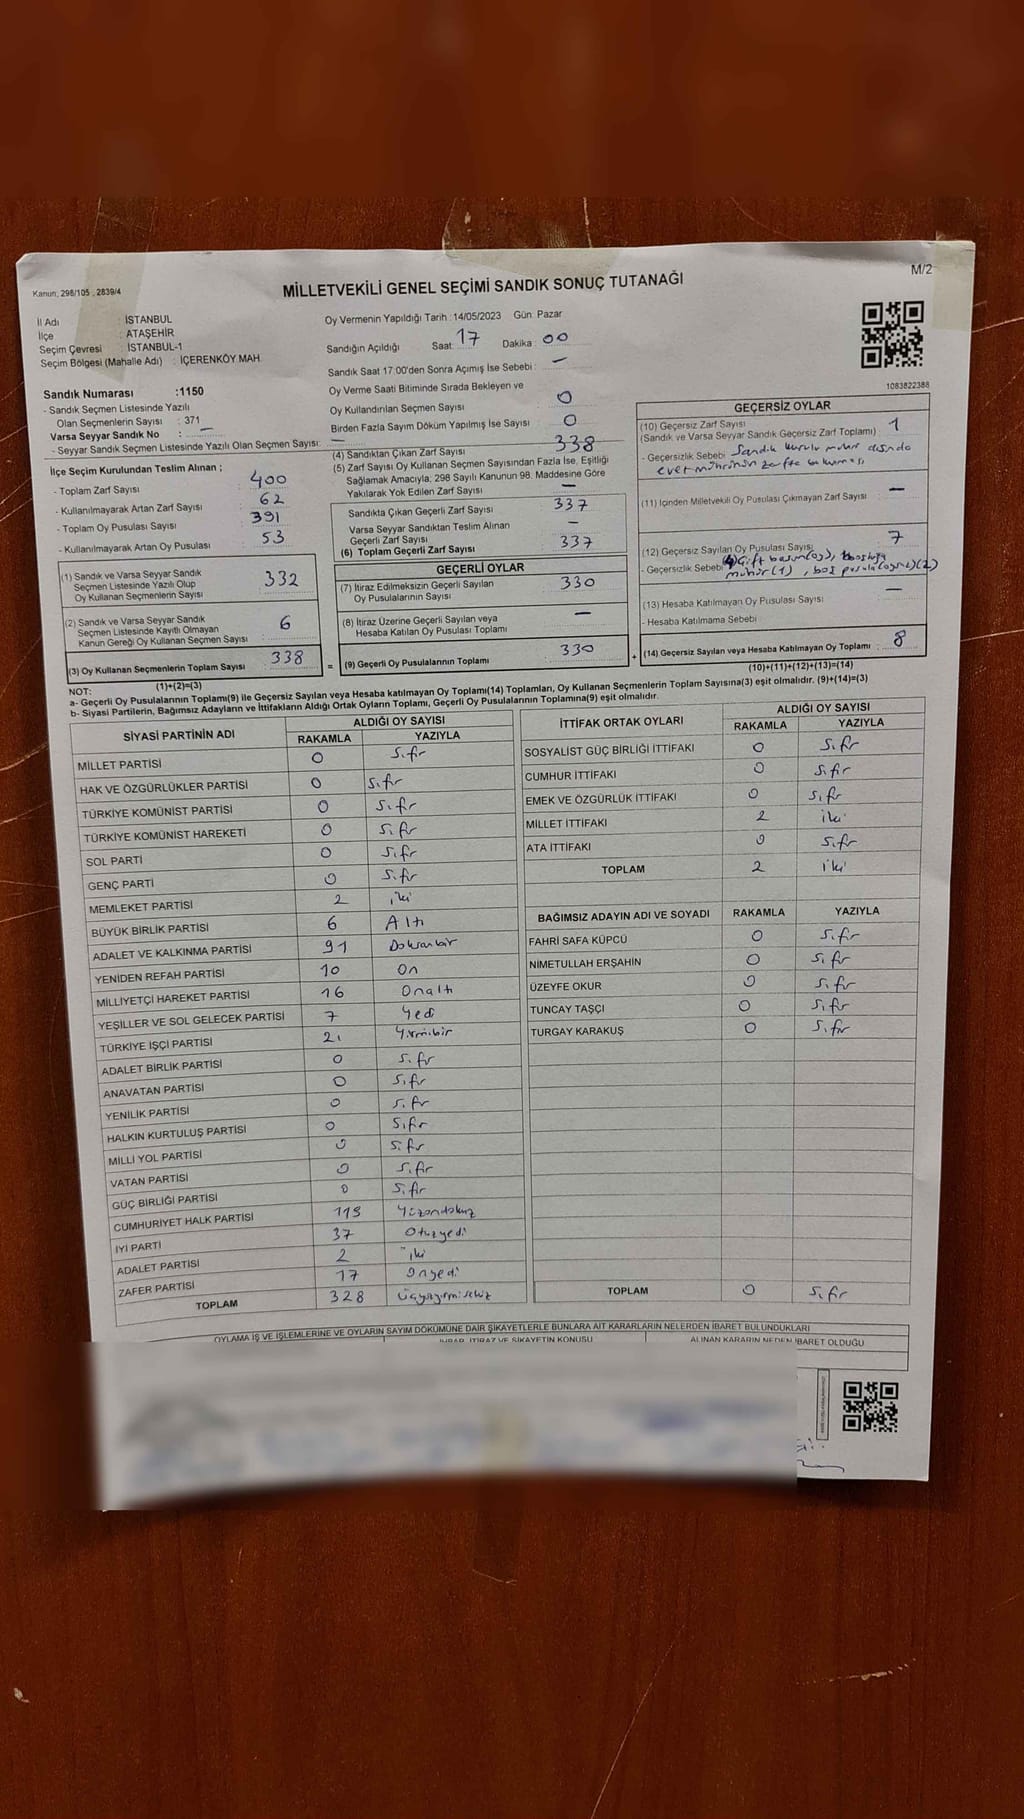 M/2
Kanun, 298/105 , 2839/4
MİLLETVEKİLİ GENEL SEÇİMİ SANDIK SONUÇ TUTANAĞI
İl Adı : İSTANBUL
İlçe : ATAŞEHİR
Seçim Çevresi : İSTANBUL-1
Seçim Bölgesi (Mahalle Adı) : İÇERENKÖY MAH.
Sandık Numarası :1150
- Sandık Seçmen Listesinde Yazılı
Olan Seçmenlerin Sayısı : 371
Varsa Seyyar Sandık No : —
- Seyyar Sandık Seçmen Listesinde Yazılı Olan Seçmen Sayısı: —
Oy Vermenin Yapıldığı Tarih :14/05/2023 Gün: Pazar
Sandığın Açıldığı Saat: 17 Dakika : 00
Sandık Saat 17:00'den Sonra Açımış İse Sebebi : —
Oy Verme Saati Bitiminde Sırada Bekleyen ve
Oy Kullandırılan Seçmen Sayısı 0
Birden Fazla Sayım Döküm Yapılmış İse Sayısı : 0
1083822388
İlçe Seçim Kurulundan Teslim Alınan ;
- Toplam Zarf Sayısı 400
- Kullanılmayarak Artan Zarf Sayısı 62
- Toplam Oy Pusulası Sayısı 391
- Kullanılmayarak Artan Oy Pusulası 53
(1) Sandık ve Varsa Seyyar Sandık
Seçmen Listesinde Yazılı Olup
Oy Kullanan Seçmenlerin Sayısı 332
(2) Sandık ve Varsa Seyyar Sandık
Seçmen Listesinde Kayıtlı Olmayan
Kanun Gereği Oy Kullanan Seçmen Sayısı 6
(3) Oy Kullanan Seçmenlerin Toplam Sayısı 338
(1)+(2)=(3)
(4) Sandıktan Çıkan Zarf Sayısı 338
(5) Zarf Sayısı Oy Kullanan Seçmen Sayısından Fazla İse, Eşitliği
Sağlamak Amacıyla; 298 Sayılı Kanunun 98. Maddesine Göre
Yakılarak Yok Edilen Zarf Sayısı —
Sandıkta Çıkan Geçerli Zarf Sayısı 337
Varsa Seyyar Sandıktan Teslim Alınan
Geçerli Zarf Sayısı —
(6) Toplam Geçerli Zarf Sayısı 337
GEÇERLİ OYLAR
(7) İtiraz Edilmeksizin Geçerli Sayılan
Oy Pusulalarının Sayısı 330
(8) İtiraz Üzerine Geçerli Sayılan veya
Hesaba Katılan Oy Pusulası Toplamı —
= (9) Geçerli Oy Pusulalarının Toplamı 330 +
GEÇERSİZ OYLAR
(10) Geçersiz Zarf Sayısı 1
(Sandık ve Varsa Seyyar Sandık Geçersiz Zarf Toplamı)
- Geçersizlik Sebebi Sandık kurulu mührü dışında
evet mührünün zarfta bulunması
(11) İçinden Milletvekili Oy Pusulası Çıkmayan Zarf Sayısı —
(12) Geçersiz Sayılan Oy Pusulası Sayısı 7
- Geçersizlik Sebebi (4) Çift basım(oy), boşluğa
mühür(1) , boş pusula(oysuz)(2)
(13) Hesaba Katılmayan Oy Pusulası Sayısı —
- Hesaba Katılmama Sebebi
(14) Geçersiz Sayılan veya Hesaba Katılmayan Oy Toplamı 8
(10)+(11)+(12)+(13)=(14)
NOT:
a- Geçerli Oy Pusulalarının Toplamı(9) ile Geçersiz Sayılan veya Hesaba katılmayan Oy Toplamı(14) Toplamları, Oy Kullanan Seçmenlerin Toplam Sayısına(3) eşit olmalıdır. (9)+(14)=(3)
b- Siyasi Partilerin, Bağımsız Adayların ve İttifakların Aldığı Ortak Oyların Toplamı, Geçerli Oy Pusulalarının Toplamına(9) eşit olmalıdır.
SİYASİ PARTİNİN ADI ALDIĞI OY SAYISI
RAKAMLA YAZIYLA
MİLLET PARTİSİ 0 Sıfır
HAK VE ÖZGÜRLÜKLER PARTİSİ 0 Sıfır
TÜRKİYE KOMÜNİST PARTİSİ 0 Sıfır
TÜRKİYE KOMÜNİST HAREKETİ 0 Sıfır
SOL PARTİ 0 Sıfır
GENÇ PARTİ 0 Sıfır
MEMLEKET PARTİSİ 2 iki
BÜYÜK BİRLİK PARTİSİ 6 Altı
ADALET VE KALKINMA PARTİSİ 91 Doksanbir
YENİDEN REFAH PARTİSİ 10 On
MİLLİYETÇİ HAREKET PARTİSİ 16 Onaltı
YEŞİLLER VE SOL GELECEK PARTİSİ 7 Yedi
TÜRKİYE İŞÇİ PARTİSİ 21 Yirmibir
ADALET BİRLİK PARTİSİ 0 Sıfır
ANAVATAN PARTİSİ 0 Sıfır
YENİLİK PARTİSİ 0 Sıfır
HALKIN KURTULUŞ PARTİSİ 0 Sıfır
MİLLİ YOL PARTİSİ 0 Sıfır
VATAN PARTİSİ 0 Sıfır
GÜÇ BİRLİĞİ PARTİSİ 0 Sıfır
CUMHURİYET HALK PARTİSİ 119 Yüzondokuz
İYİ PARTİ 37 Otuzyedi
ADALET PARTİSİ 2 iki
ZAFER PARTİSİ 17 Onyedi
TOPLAM 328 Üçyüzyirmisekiz
İTTİFAK ORTAK OYLARI ALDIĞI OY SAYISI
RAKAMLA YAZIYLA
SOSYALİST GÜÇ BİRLİĞİ İTTİFAKI 0 Sıfır
CUMHUR İTTİFAKI 0 Sıfır
EMEK VE ÖZGÜRLÜK İTTİFAKI 0 Sıfır
MİLLET İTTİFAKI 2 iki
ATA İTTİFAKI 0 Sıfır
TOPLAM 2 iki
BAĞIMSIZ ADAYIN ADI VE SOYADI RAKAMLA YAZIYLA
FAHRİ SAFA KÜPCÜ 0 Sıfır
NİMETULLAH ERŞAHİN 0 Sıfır
ÜZEYFE OKUR 0 Sıfır
TUNCAY TAŞÇI 0 Sıfır
TURGAY KARAKUŞ 0 Sıfır
TOPLAM 0 Sıfır
OYLAMA İŞ VE İŞLEMLERİNE VE OYLARIN SAYIM DÖKÜMÜNE DAİR ŞİKAYETLERLE BUNLARA AİT KARARLARIN NELERDEN İBARET BULUNDUKLARI
İHBAR, İTİRAZ VE ŞİKAYETİN KONUSU ALINAN KARARIN NEDEN İBARET OLDUĞU